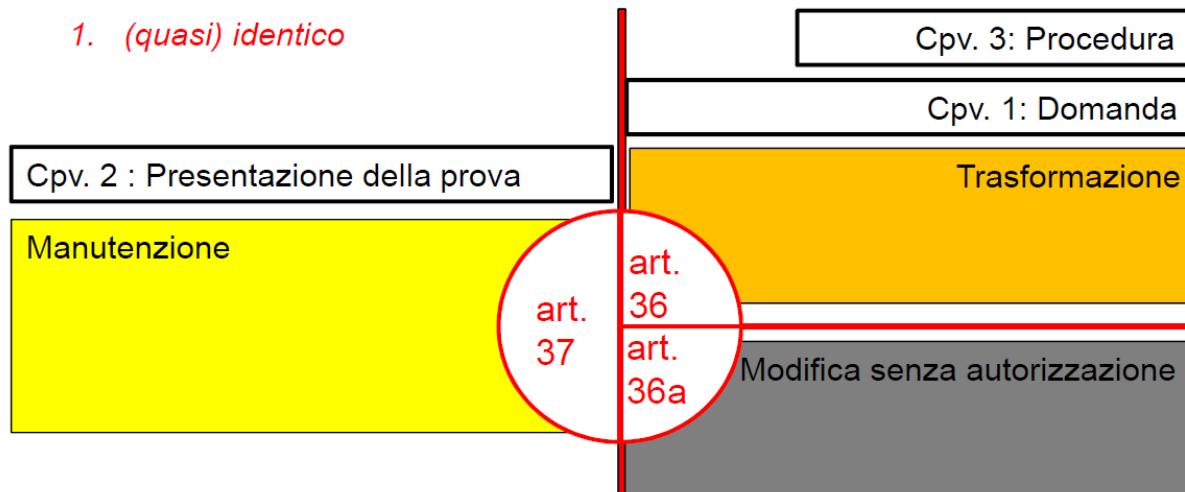 1. (quasi) identico
Cpv. 3: Procedura
Cpv. 1: Domanda
Cpv. 2 : Presentazione della prova
Trasformazione
Manutenzione
art.
36
art.
37
art.
36a
Modifica senza autorizzazione